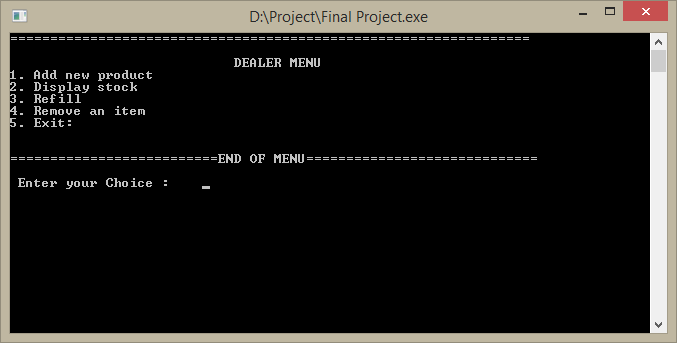 D:\Project\Final Project.exe
=================================================================
DEALER MENU
1. Add new product
2. Display stock
3. Refill
4. Remove an item
5. Exit:
==========================END OF MENU=============================
Enter your Choice :